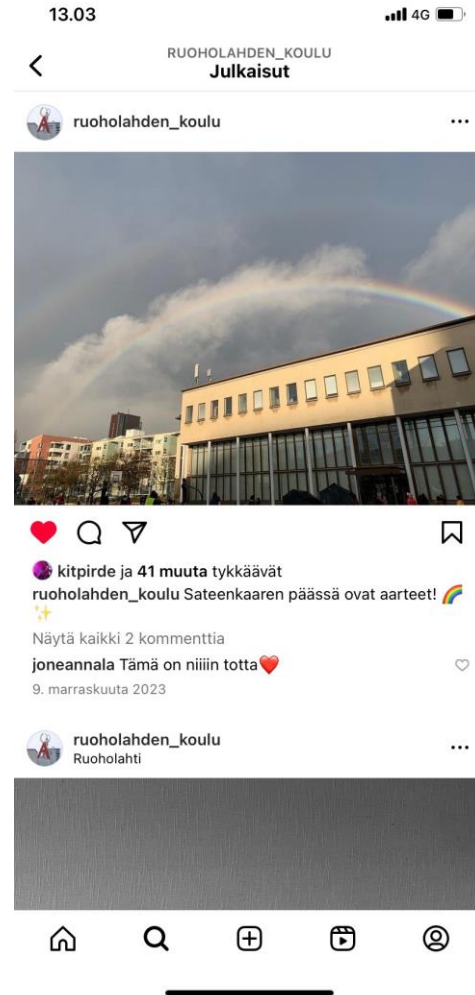 13.03
4G
RUOHOLAHDEN_KOULU
Julkaisut
ruoholahden_koulu
kitpirde ja 41 muuta tykkäävät
ruoholahden_koulu Sateenkaaren päässä ovat aarteet! 🌈
✨
Näytä kaikki 2 kommenttia
joneannala Tämä on niiiin totta❤️
9. marraskuuta 2023
ruoholahden_koulu
Ruoholahti